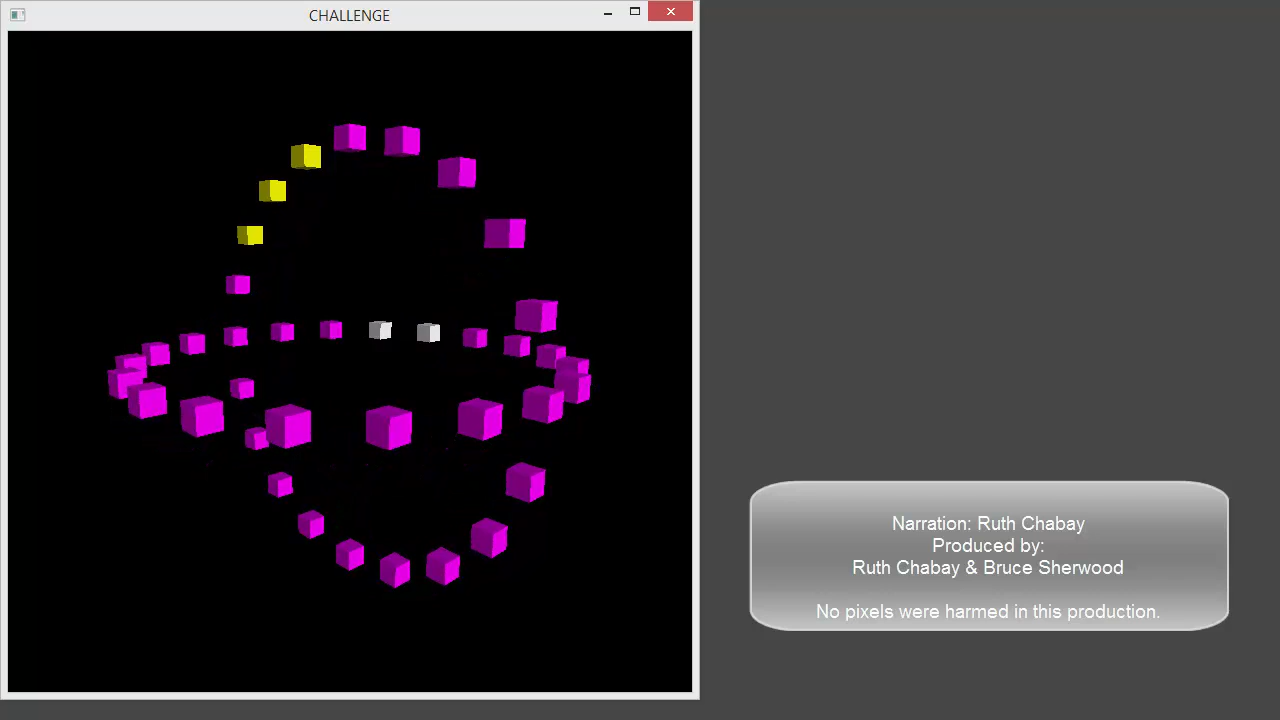 CHALLENGE
Narration: Ruth Chabay
Produced by:
Ruth Chabay & Bruce Sherwood
No pixels were harmed in this production.